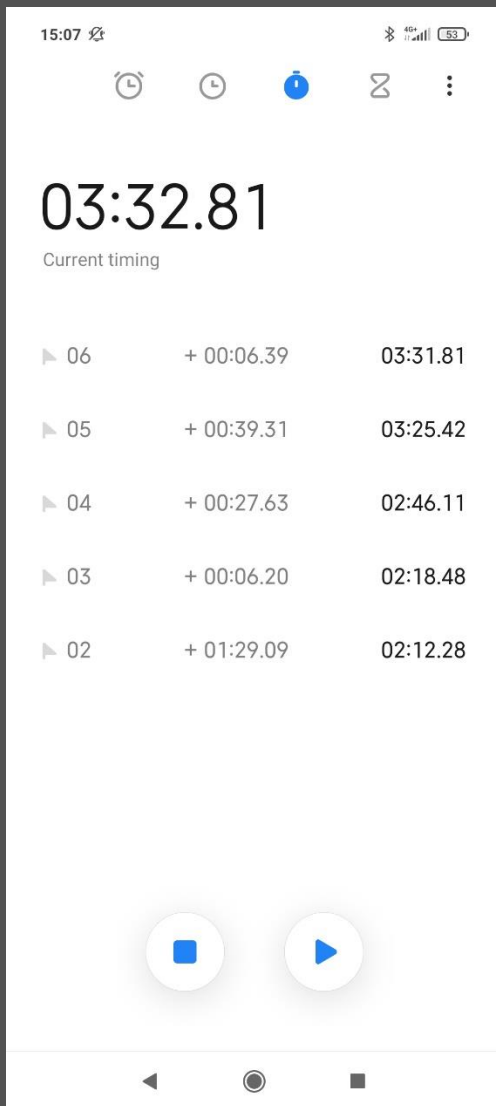 15:07 4G+ 53
03:32.81
Current timing
06 + 00:06.39 03:31.81
05 + 00:39.31 03:25.42
04 + 00:27.63 02:46.11
03 + 00:06.20 02:18.48
02 + 01:29.09 02:12.28